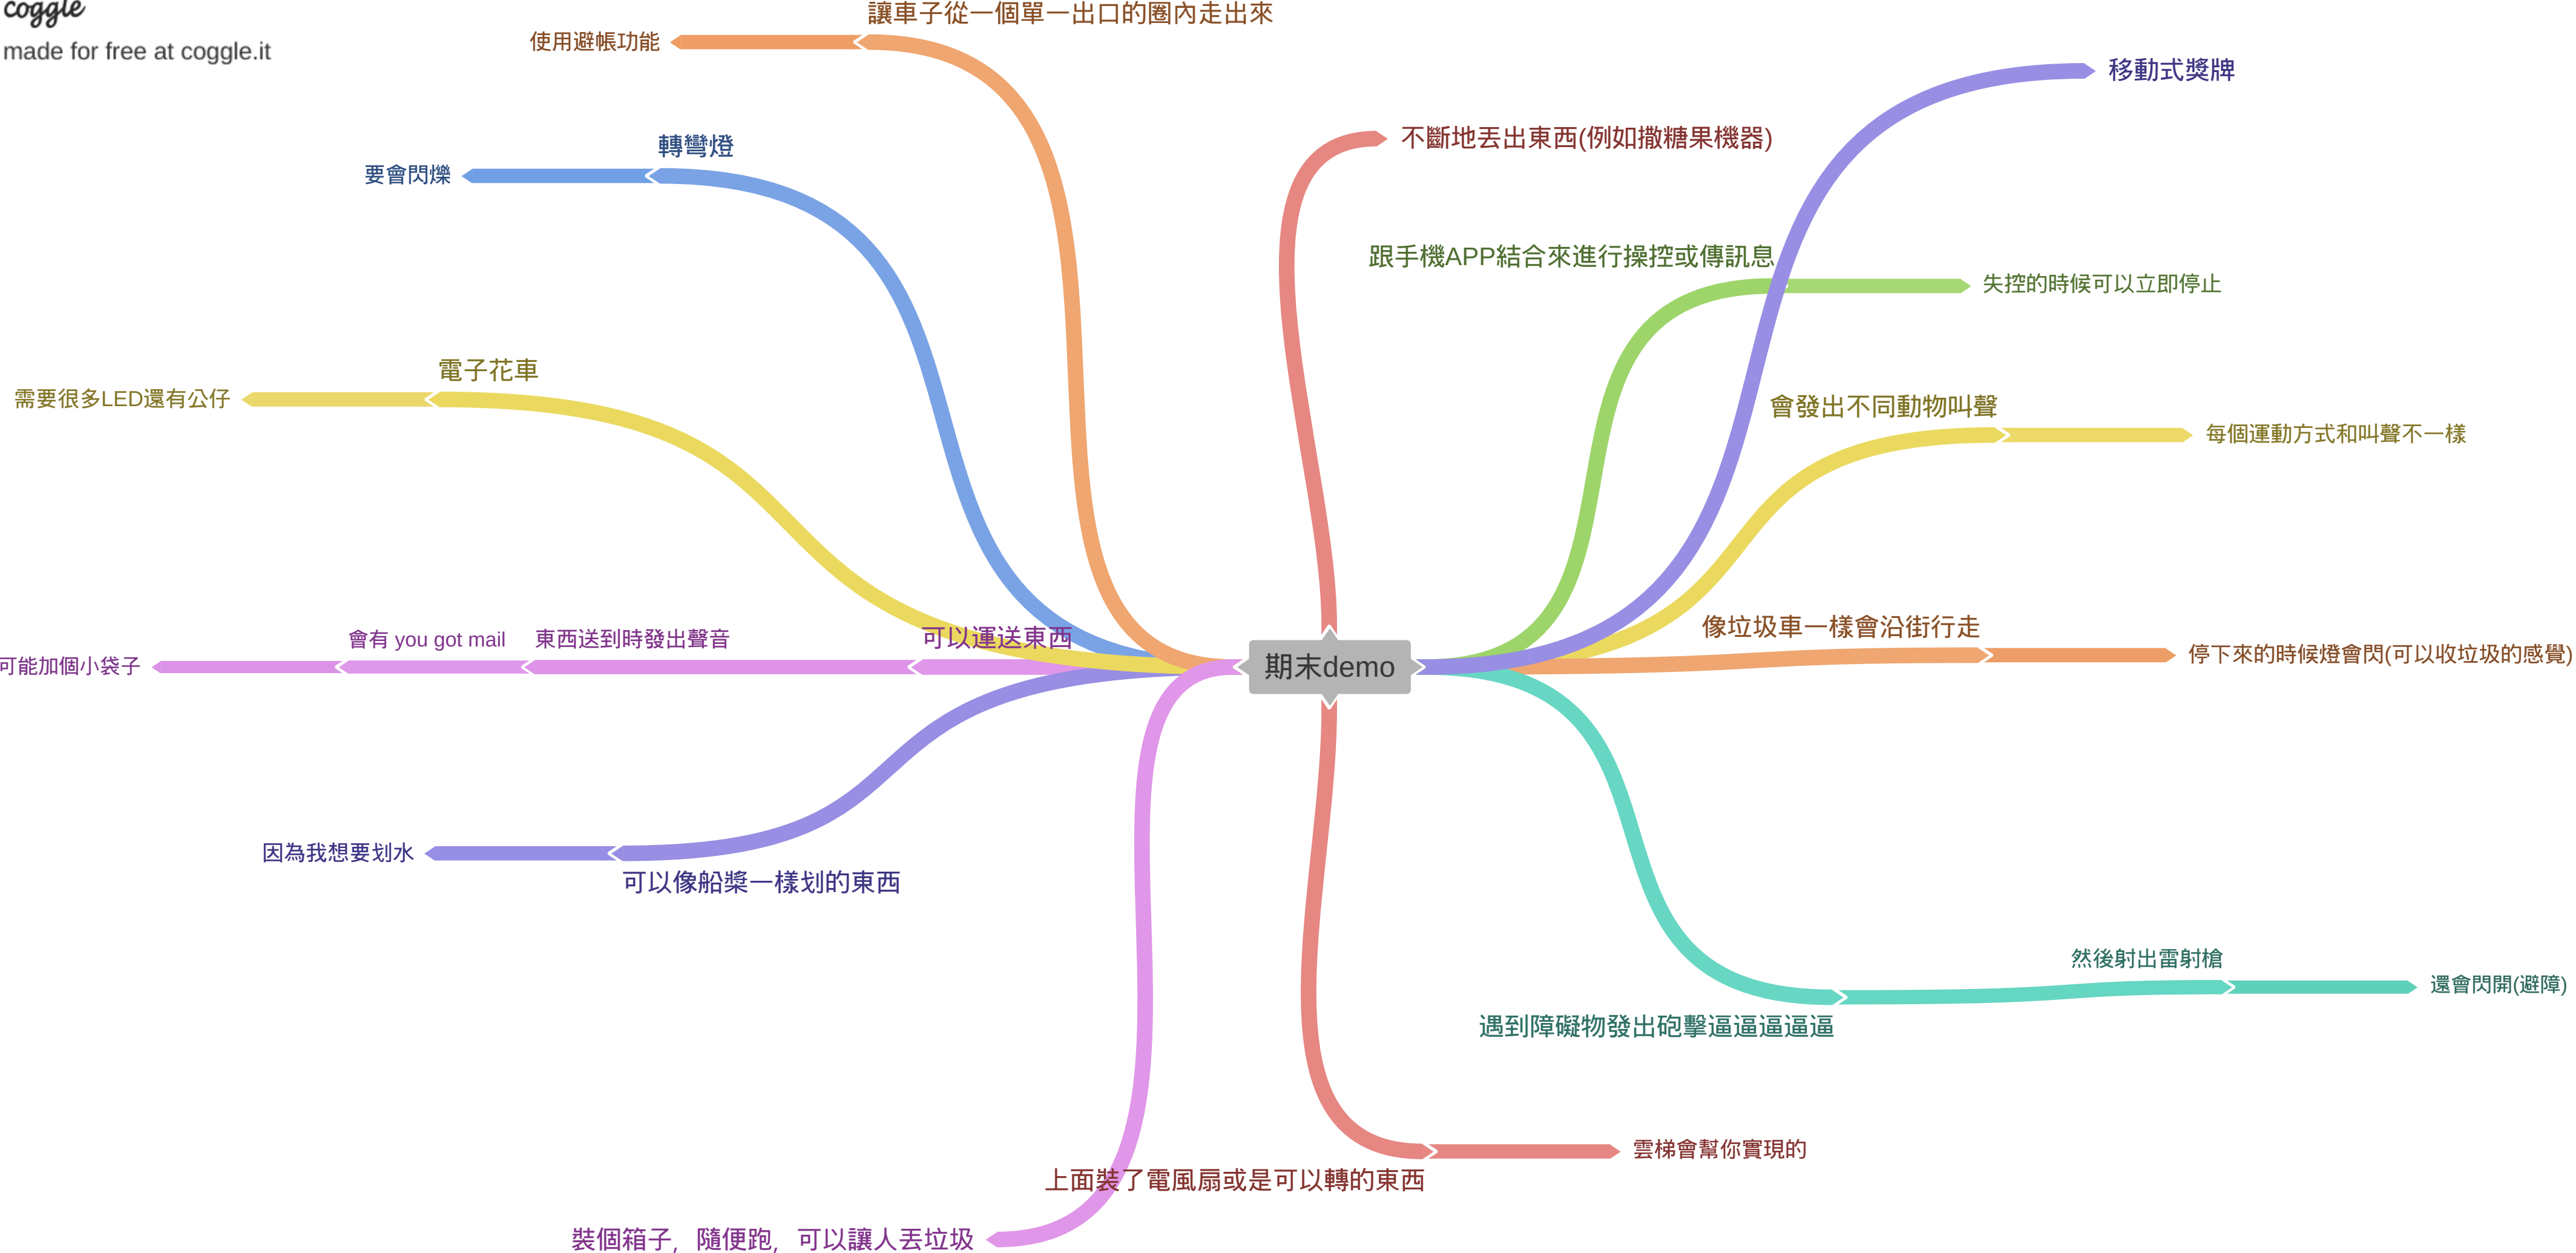 coggle
made for free at coggle.it
讓車子從一個單一出口的圈內走出來
使用避帳功能
轉彎燈
要會閃爍
電子花車
需要很多LED還有公仔
可以運送東西
東西送到時發出聲音
會有 you got mail
可能加個小袋子
可以像船槳一樣划的東西
因為我想要划水
裝個箱子，隨便跑，可以讓人丟垃圾
期末demo
移動式獎牌
不斷地丟出東西(例如撒糖果機器)
跟手機APP結合來進行操控或傳訊息
失控的時候可以立即停止
會發出不同動物叫聲
每個運動方式和叫聲不一樣
像垃圾車一樣會沿街行走
停下來的時候燈會閃(可以收垃圾的感覺)
遇到障礙物發出砲擊逼逼逼逼逼
然後射出雷射槍
還會閃開(避障)
上面裝了電風扇或是可以轉的東西
雲梯會幫你實現的